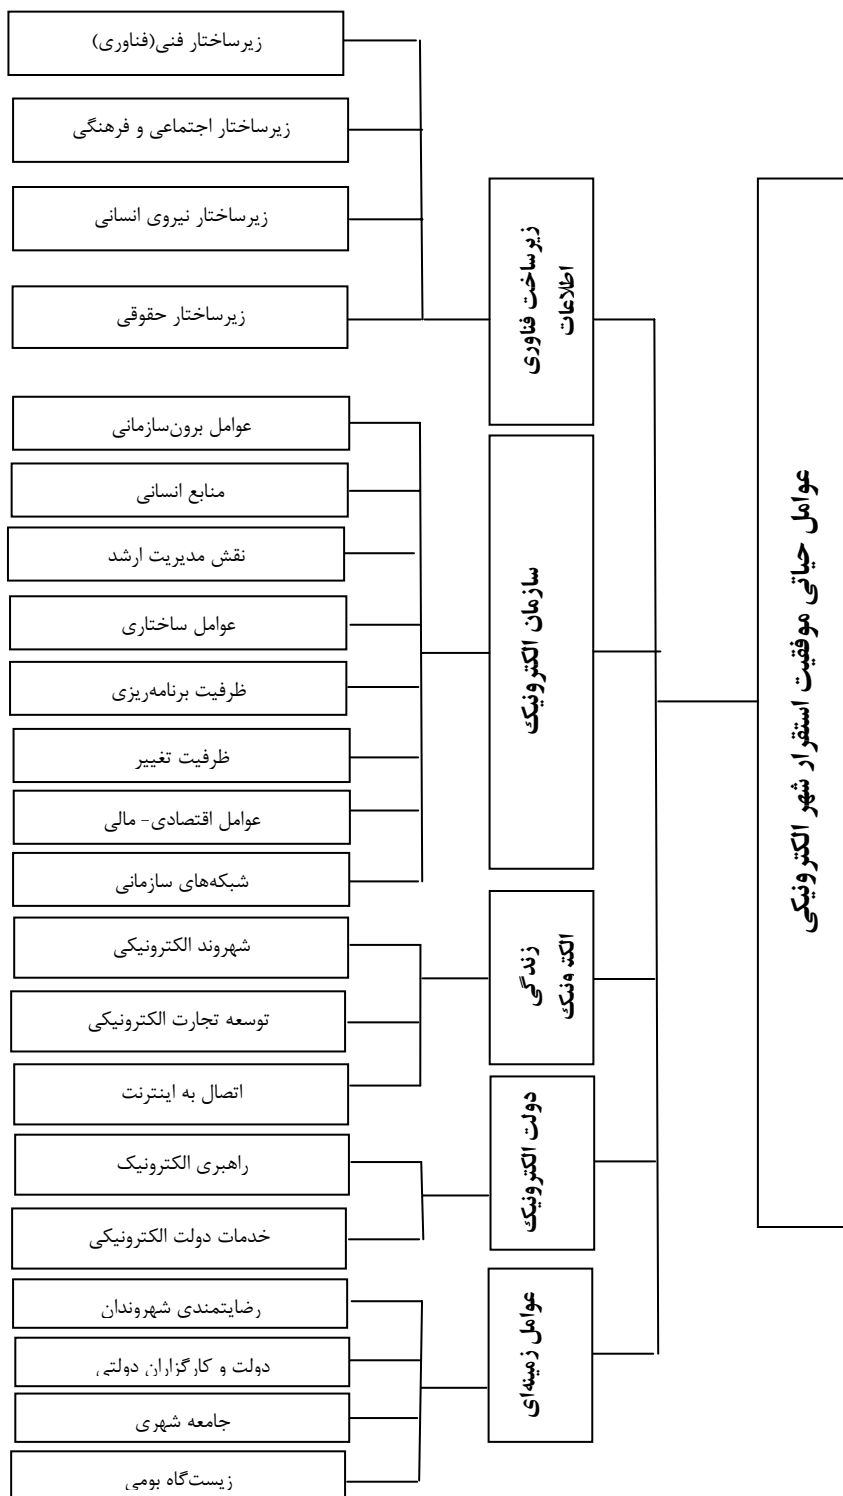 عوامل حیاتی موفقیت استقرار شهر الکترونیکی
زیرساخت فناوری
اطلاعات
زیرساختار فنی(فناوری)
زیرساختار اجتماعی و فرهنگی
زیرساختار نیروی انسانی
زیرساختار حقوقی
سازمان الکترونیک
عوامل برون‌سازمانی
منابع انسانی
نقش مدیریت ارشد
عوامل ساختاری
ظرفیت برنامه‌ریزی
ظرفیت تغییر
عوامل اقتصادی- مالی
شبکه‌های سازمانی
زندگی
الکترونیک
شهروند الکترونیکی
توسعه تجارت الکترونیکی
اتصال به اینترنت
دولت الکترونیک
راهبری الکترونیک
خدمات دولت الکترونیکی
عوامل زمینه‌ای
رضایتمندی شهروندان
دولت و کارگزاران دولتی
جامعه شهری
زیست‌گاه بومی